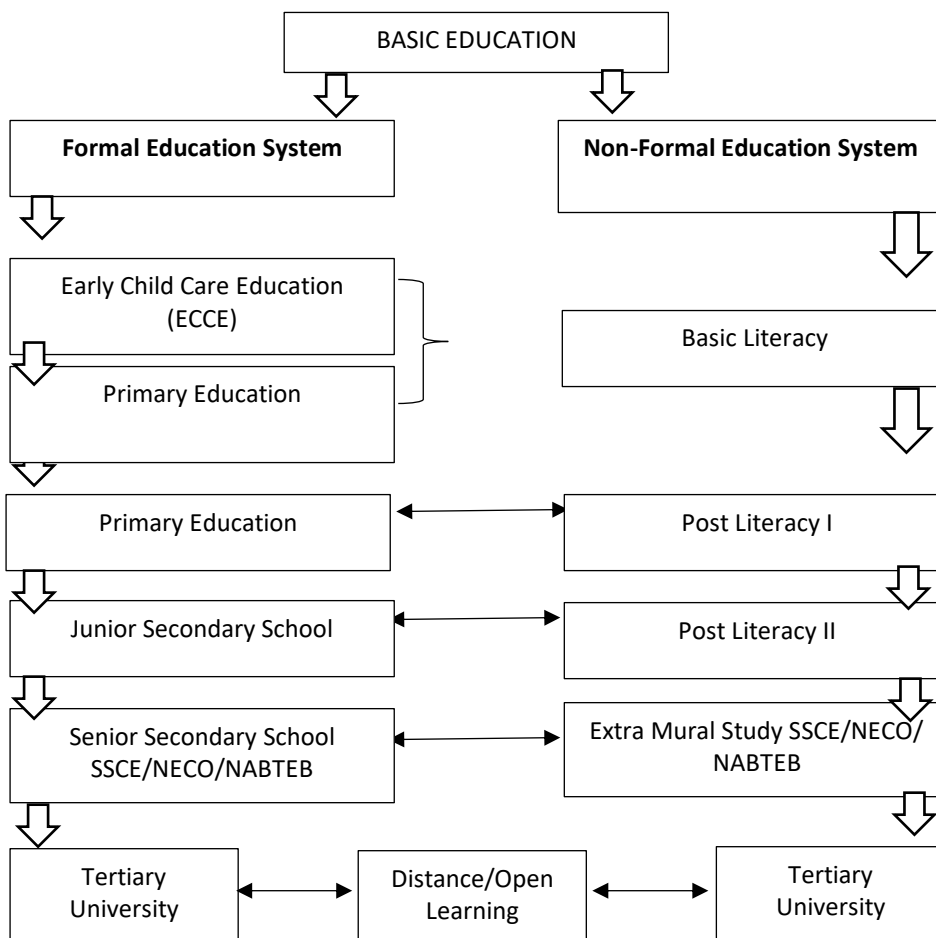 BASIC EDUCATION
Formal Education System
Non-Formal Education System
Early Child Care Education
(ECCE)
Basic Literacy
Primary Education
Primary Education
Post Literacy I
Junior Secondary School
Post Literacy II
Senior Secondary School
SSCE/NECO/NABTEB
Extra Mural Study SSCE/NECO/
NABTEB
Tertiary
University
Distance/Open
Learning
Tertiary
University